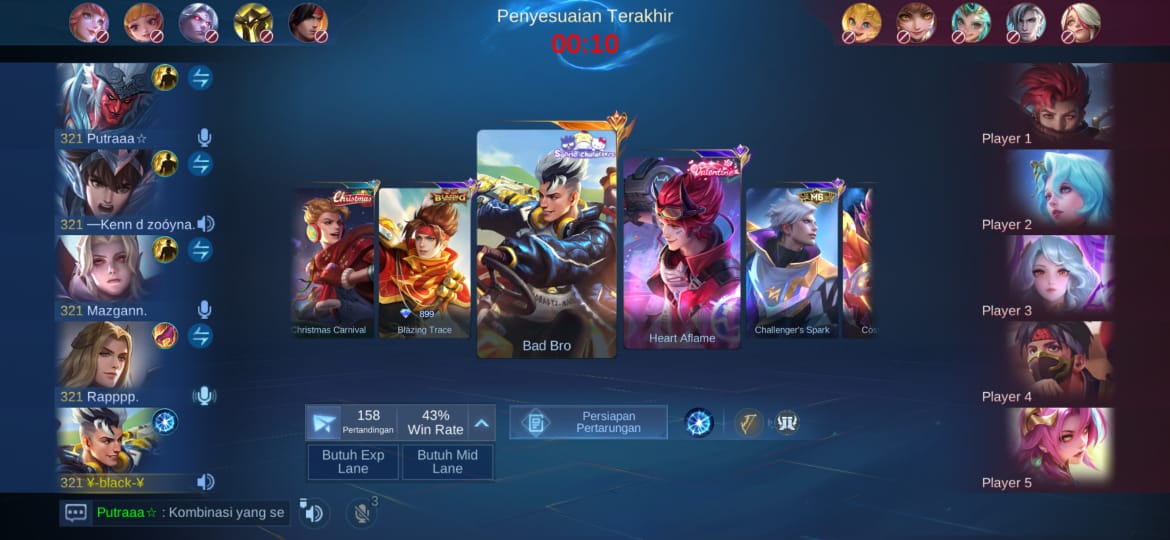 Penyesuaian Terakhir
00:10
321 Putraaa☆
321 —Kenn d zoóyna.
321 Mazgann.
321 Rapppp.
321 ¥-black-¥
Christmas
Christmas Carnival
BLAZING
899
Blazing Trace
Sanrio characters
Bad Bro
Valentine
Heart Aflame
M6
Challenger's Spark
Cos
Player 1
Player 2
Player 3
Player 4
Player 5
158
Pertandingan
43%
Win Rate
Persiapan
Pertarungan
Butuh Exp
Lane
Butuh Mid
Lane
Putraaa☆ : Kombinasi yang se
3